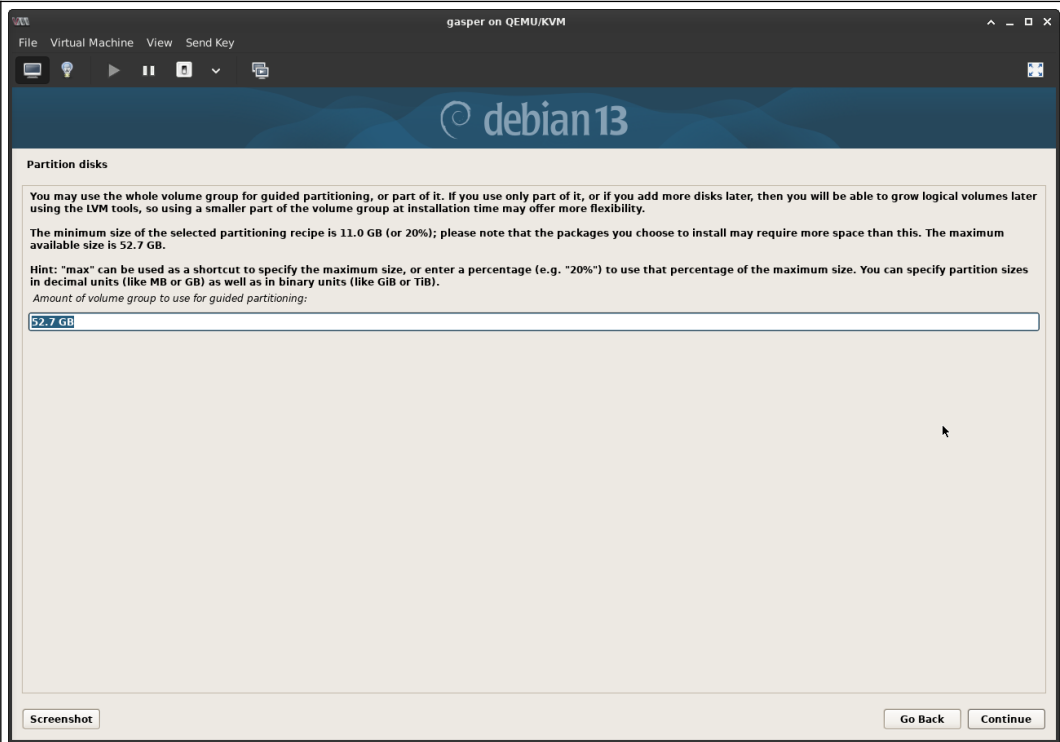 gasper on QEMU/KVM
File Virtual Machine View Send Key
debian 13
Partition disks
You may use the whole volume group for guided partitioning, or part of it. If you use only part of it, or if you add more disks later, then you will be able to grow logical volumes later
using the LVM tools, so using a smaller part of the volume group at installation time may offer more flexibility.
The minimum size of the selected partitioning recipe is 11.0 GB (or 20%); please note that the packages you choose to install may require more space than this. The maximum
available size is 52.7 GB.
Hint: "max" can be used as a shortcut to specify the maximum size, or enter a percentage (e.g. "20%") to use that percentage of the maximum size. You can specify partition sizes
in decimal units (like MB or GB) as well as in binary units (like GiB or TiB).
Amount of volume group to use for guided partitioning:
52.7 GB
Screenshot Go Back Continue